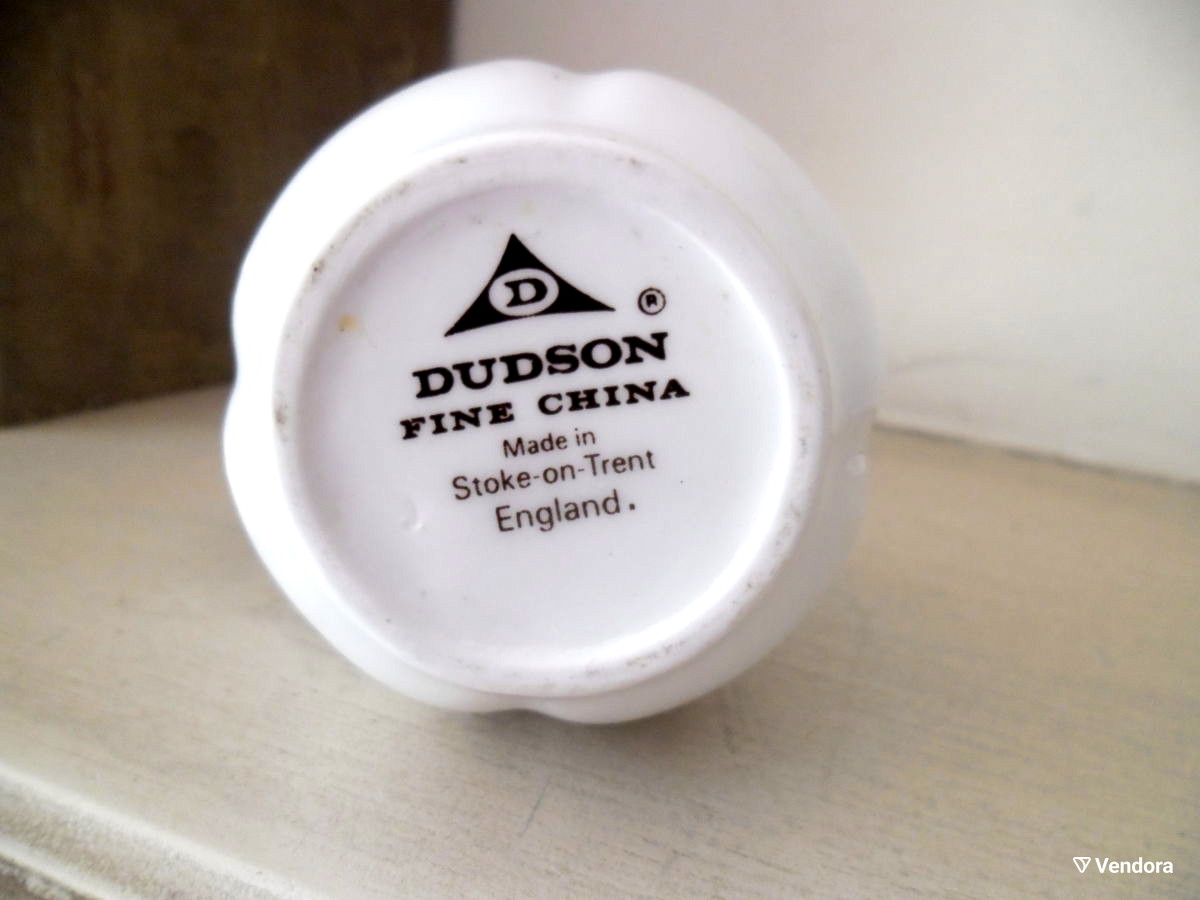 D
®
DUDSON
FINE CHINA
Made in
Stoke-on-Trent
England.
Vendora